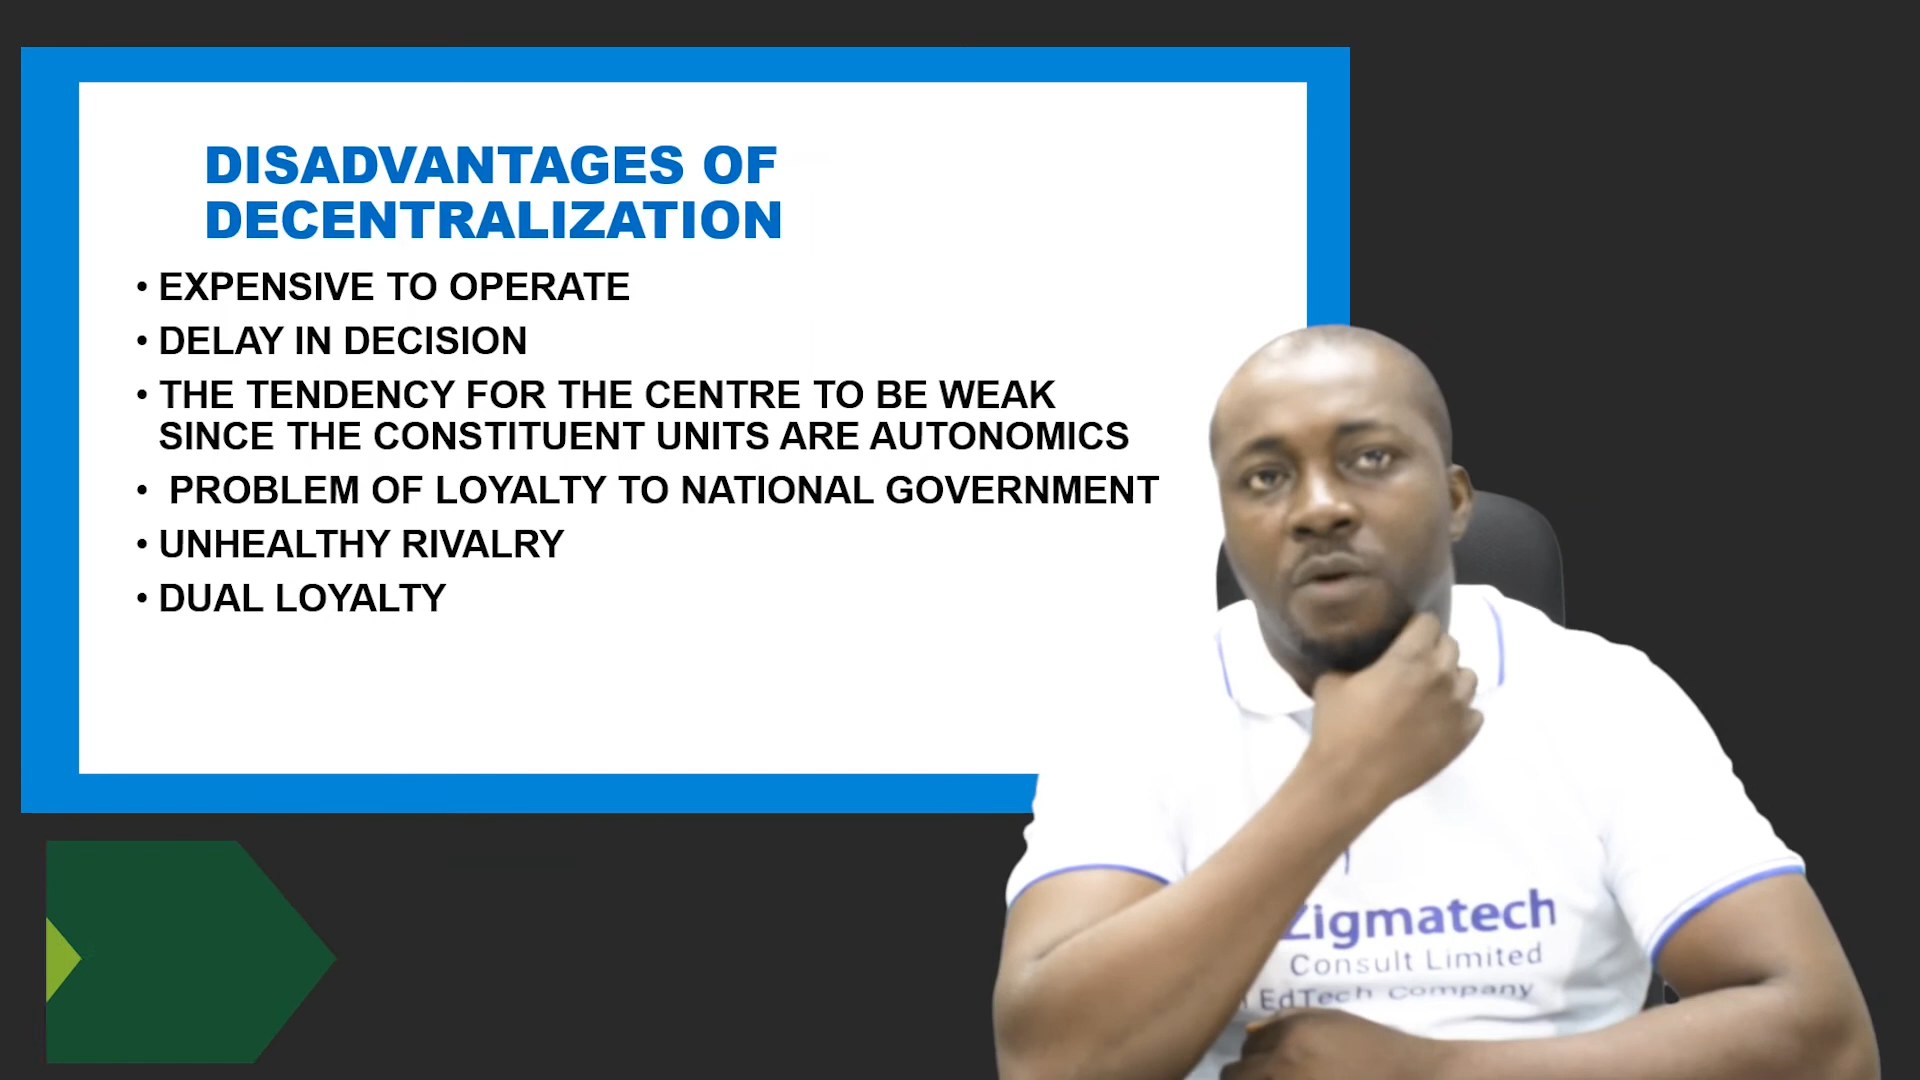 DISADVANTAGES OF
DECENTRALIZATION
• EXPENSIVE TO OPERATE
• DELAY IN DECISION
• THE TENDENCY FOR THE CENTRE TO BE WEAK
SINCE THE CONSTITUENT UNITS ARE AUTONOMICS
• PROBLEM OF LOYALTY TO NATIONAL GOVERNMENT
• UNHEALTHY RIVALRY
• DUAL LOYALTY
Zigmatech
Consult Limited
EdTech company